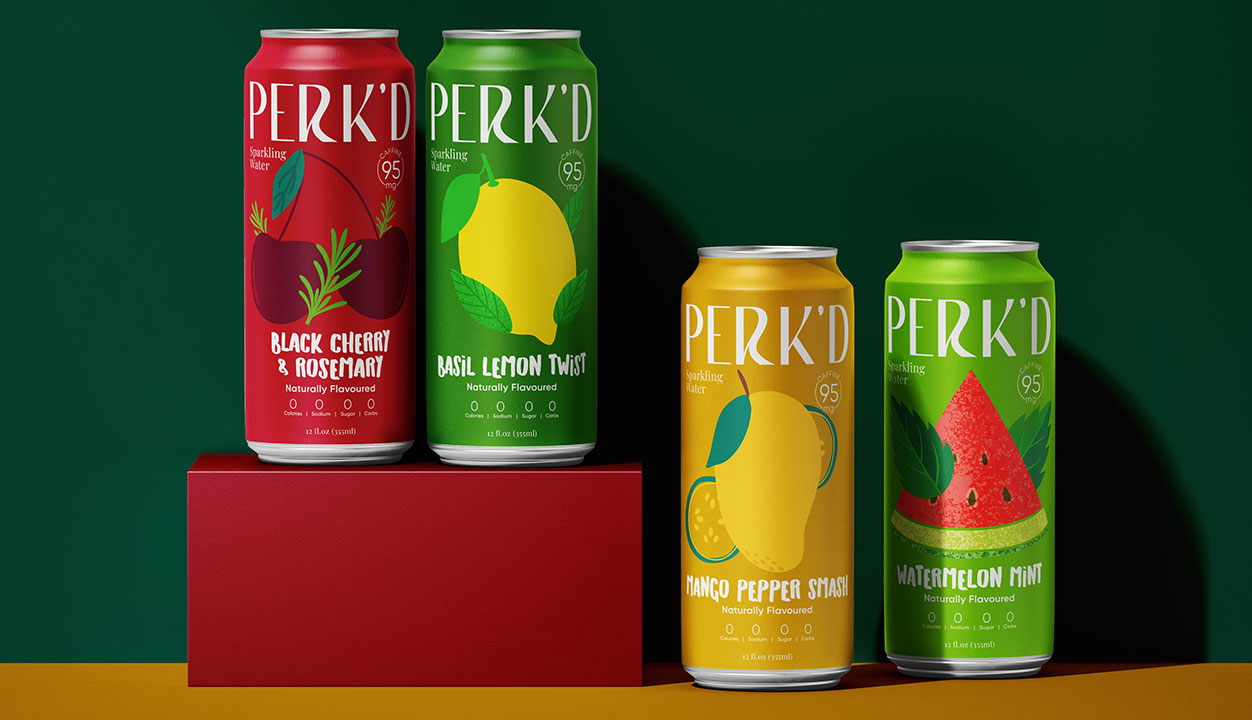 PERK'D
Sparkling
Water
CAFFINE
95
mg
BLACK CHERRY
& ROSEMARY
Naturally Flavoured
0 0 0 0
Calories | Sodium | Sugar | Carbs
12 fl.oz (355ml)
PERK'D
Sparkling
Water
CAFFINE
95
mg
BASIL LEMON TWIST
Naturally Flavoured
0 0 0 0
Calories | Sodium | Sugar | Carbs
12 fl.oz (355ml)
PERK'D
Sparkling
Water
CAFFINE
95
mg
MANGO PEPPER SMASH
Naturally Flavoured
0 0 0 0
Calories | Sodium | Sugar | Carbs
12 fl.oz (355ml)
PERK'D
Sparkling
Water
CAFFINE
95
mg
WATERMELON MINT
Naturally Flavoured
0 0 0 0
Calories | Sodium | Sugar | Carbs
12 fl.oz (355ml)